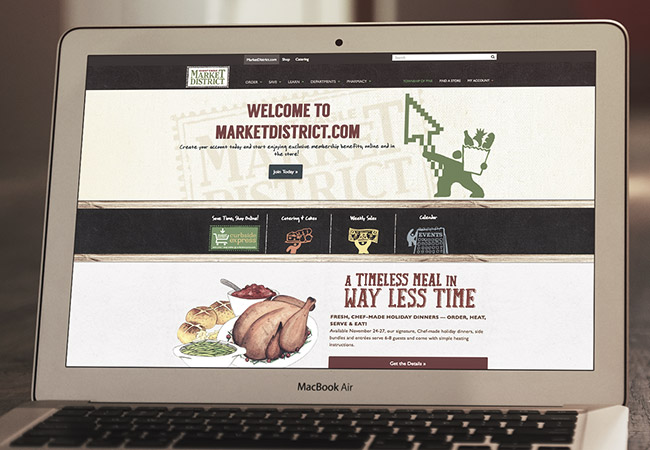 MarketDistrict.com Shop Catering
Search
MARKET
DISTRICT
ORDER SAVE LEARN DEPARTMENTS PHARMACY
TOWNSHIP OF PINE FIND A STORE MY ACCOUNT
WELCOME TO
MARKETDISTRICT.COM
Create your account today and start enjoying exclusive membership benefits, online and in
the store!
Join Today »
MARKET
DISTRICT
Save Time, Shop Online! Catering & Cakes Weekly Sales Calendar
curbside
express
EVENTS
A TIMELESS MEAL IN
WAY LESS TIME
FRESH, CHEF-MADE HOLIDAY DINNERS — ORDER, HEAT,
SERVE & EAT!
Available November 24-27, our signature, Chef-made holiday dinners, side
bundles and entrées serve 6-8 guests and come with simple heating
instructions.
Get the Details »
MacBook Air